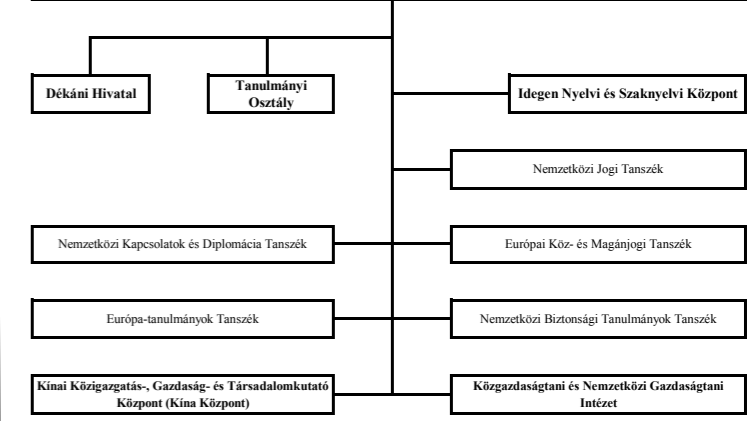 Dékáni Hivatal
Tanulmányi
Osztály
Idegen Nyelvi és Szaknyelvi Központ
Nemzetközi Jogi Tanszék
Nemzetközi Kapcsolatok és Diplomácia Tanszék
Európai Köz- és Magánjogi Tanszék
Európa-tanulmányok Tanszék
Nemzetközi Biztonsági Tanulmányok Tanszék
Kínai Közigazgatás-, Gazdaság- és Társadalomkutató
Központ (Kína Központ)
Közgazdaságtani és Nemzetközi Gazdaságtani
Intézet